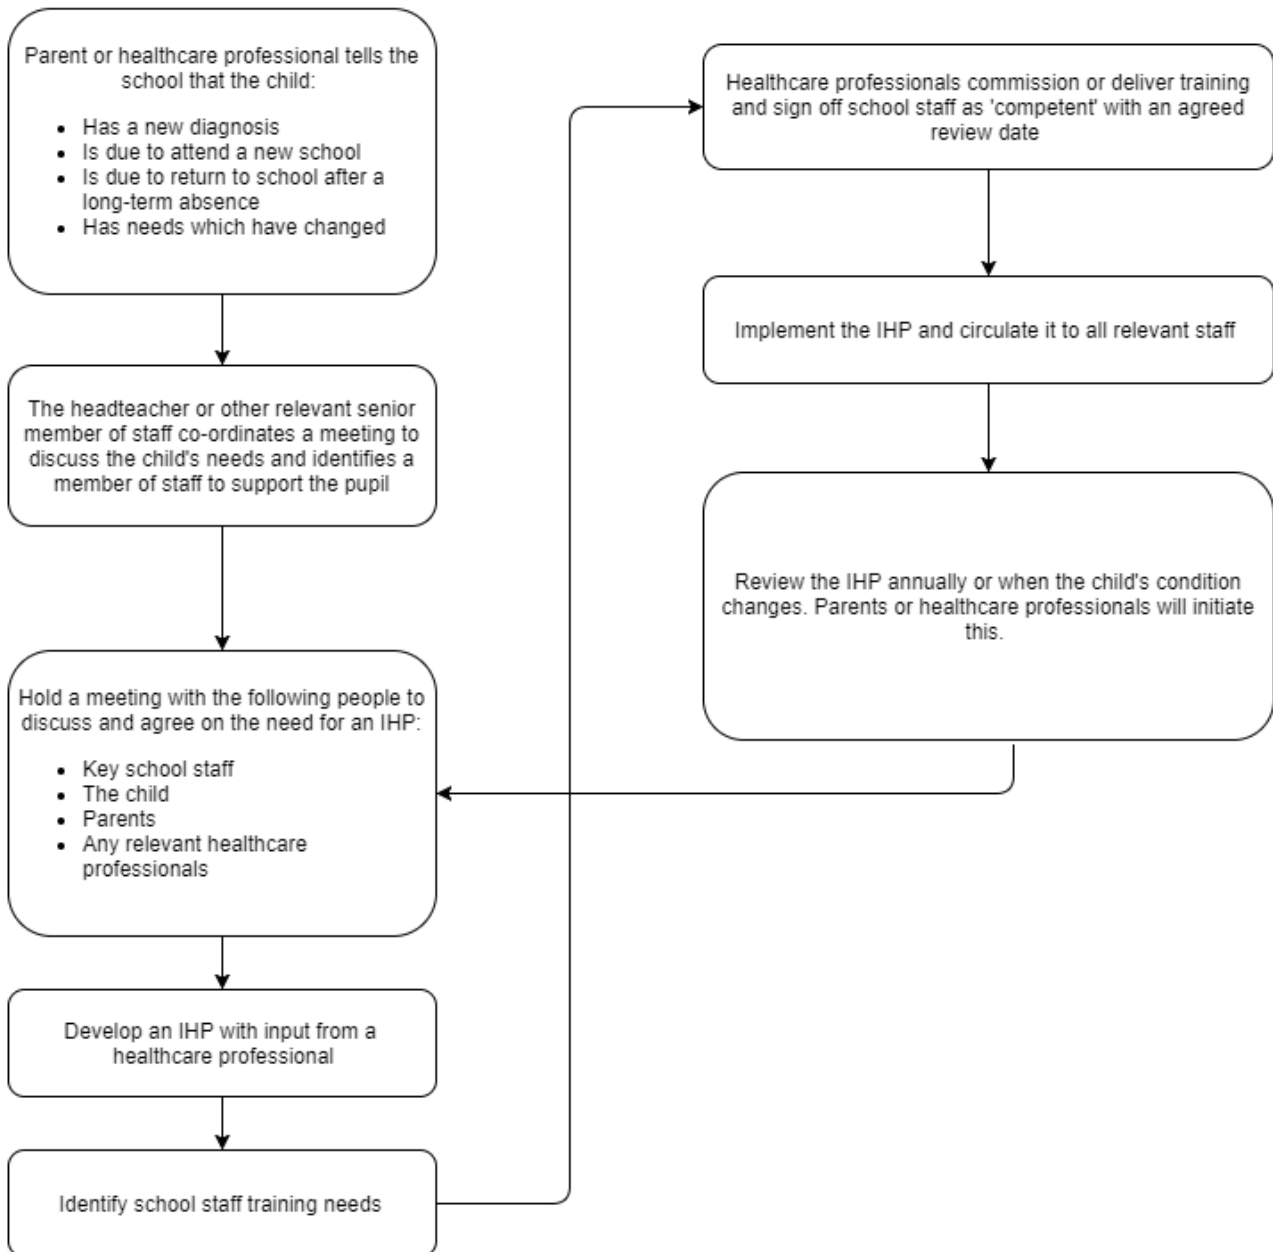 Parent or healthcare professional tells the
school that the child:
• Has a new diagnosis
• Is due to attend a new school
• Is due to return to school after a
long-term absence
• Has needs which have changed
The headteacher or other relevant senior
member of staff co-ordinates a meeting to
discuss the child's needs and identifies a
member of staff to support the pupil
Hold a meeting with the following people to
discuss and agree on the need for an IHP:
• Key school staff
• The child
• Parents
• Any relevant healthcare
professionals
Develop an IHP with input from a
healthcare professional
Identify school staff training needs
Healthcare professionals commission or deliver training
and sign off school staff as 'competent' with an agreed
review date
Implement the IHP and circulate it to all relevant staff
Review the IHP annually or when the child's condition
changes. Parents or healthcare professionals will initiate
this.